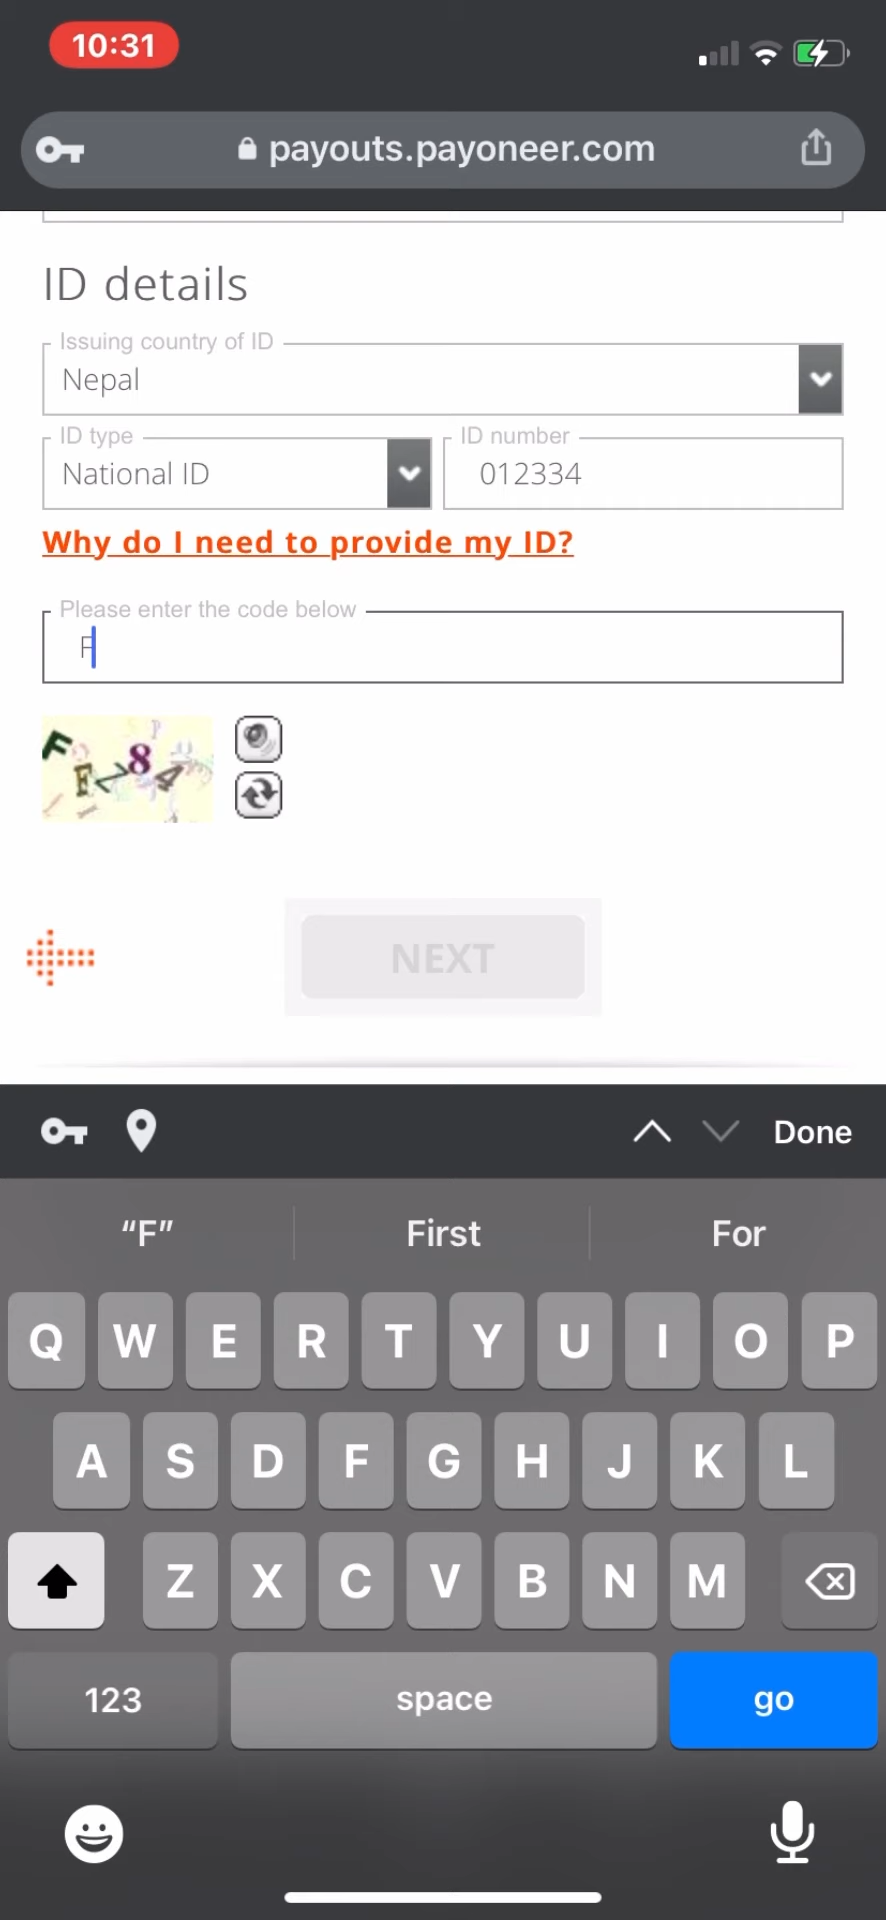 10:31
payouts.payoneer.com
ID details
Issuing country of ID
Nepal
ID type
National ID
ID number
012334
Why do I need to provide my ID?
Please enter the code below
F
NEXT
Done
“F”
First
For
Q W E R T Y U I O P
A S D F G H J K L
Z X C V B N M
123
space
go